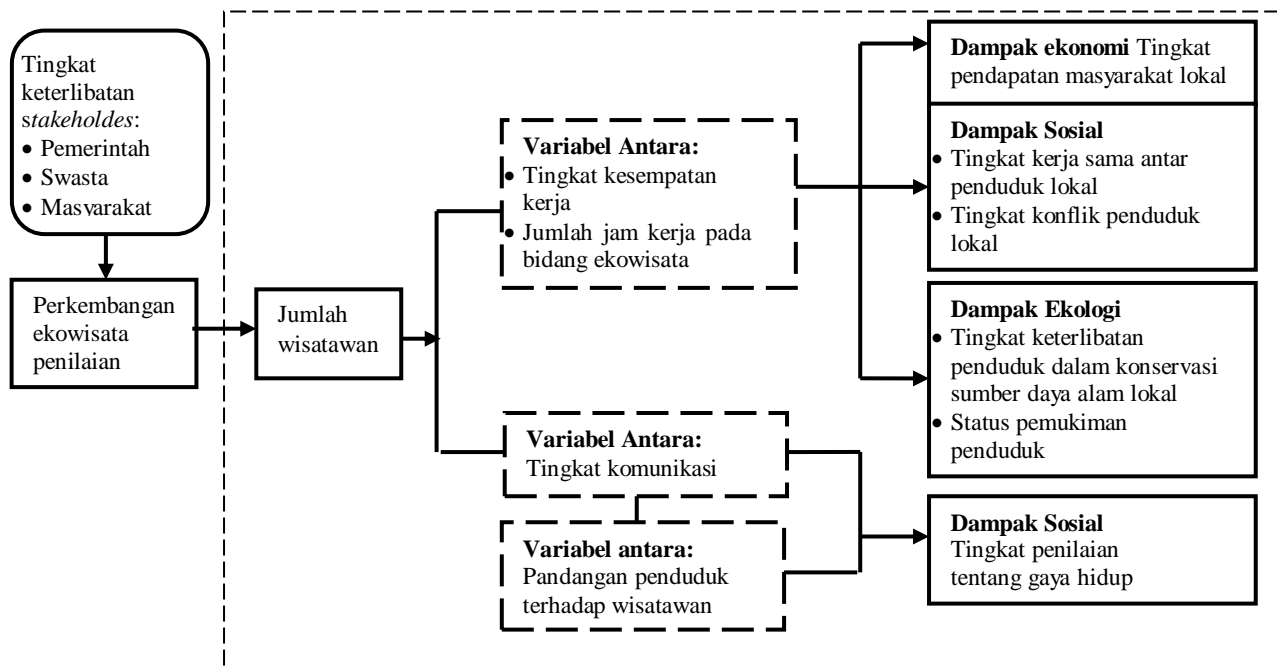 Tingkat
keterlibatan
stakeholdes:
• Pemerintah
• Swasta
• Masyarakat
Perkembangan
ekowisata
penilaian
Jumlah
wisatawan
Variabel Antara:
• Tingkat kesempatan
kerja
• Jumlah jam kerja pada
bidang ekowisata
Variabel Antara:
Tingkat komunikasi
Variabel antara:
Pandangan penduduk
terhadap wisatawan
Dampak ekonomi Tingkat
pendapatan masyarakat lokal
Dampak Sosial
• Tingkat kerja sama antar
penduduk lokal
• Tingkat konflik penduduk
lokal
Dampak Ekologi
• Tingkat keterlibatan
penduduk dalam konservasi
sumber daya alam lokal
• Status pemukiman
penduduk
Dampak Sosial
Tingkat penilaian
tentang gaya hidup